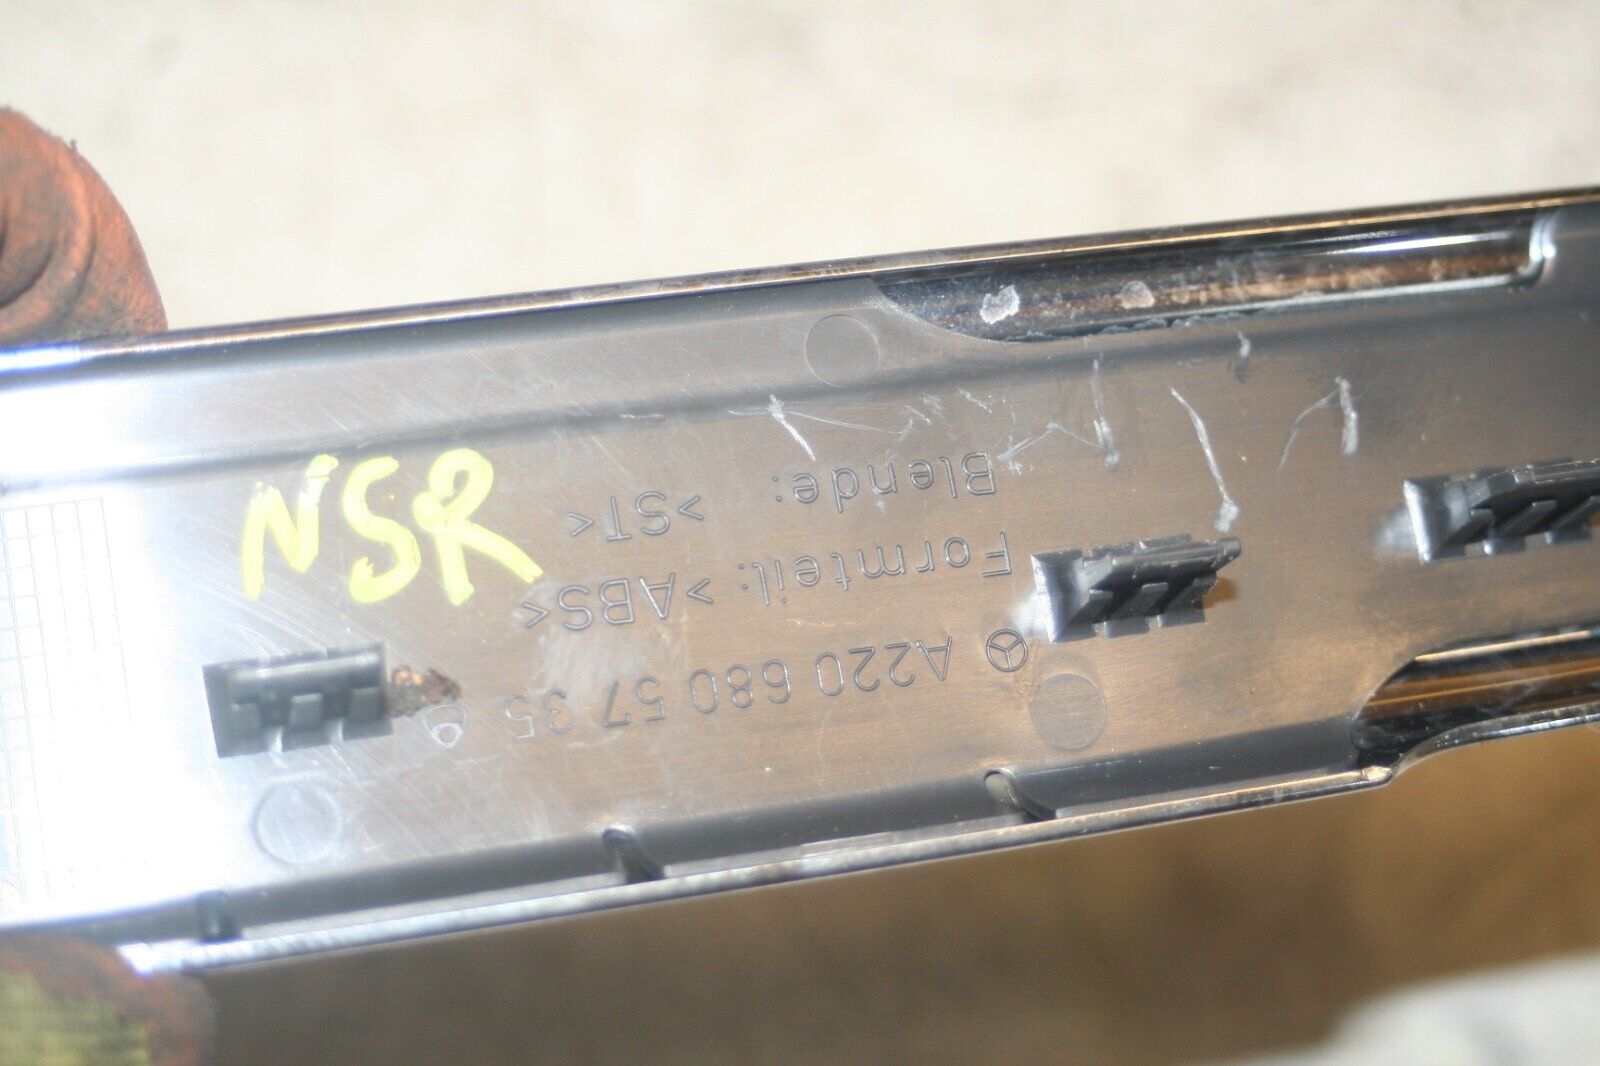 NSR
A220 680 57 35
Formteil: >ABS<
Blende: >ST<